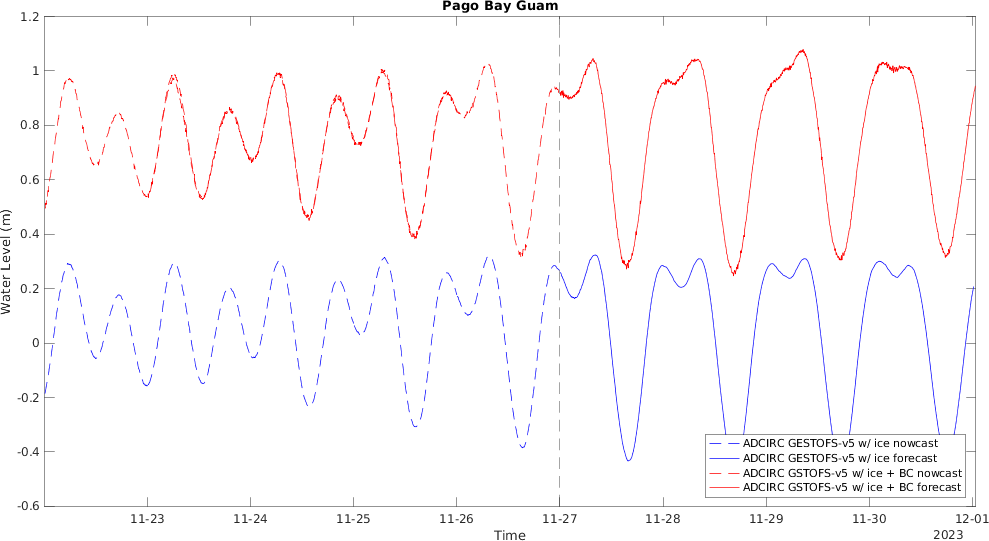 Pago Bay Guam
Water Level (m)
1.2
1
0.8
0.6
0.4
0.2
0
-0.2
-0.4
-0.6
ADCIRC GESTOFS-v5 w/ ice nowcast
ADCIRC GESTOFS-v5 w/ ice forecast
ADCIRC GSTOFS-v5 w/ ice + BC nowcast
ADCIRC GSTOFS-v5 w/ ice + BC forecast
11-23 11-24 11-25 11-26 11-27 11-28 11-29 11-30 12-01
Time
2023